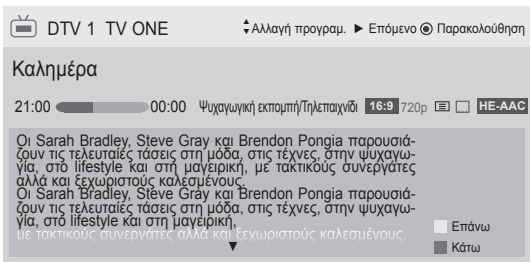 DTV 1 TV ONE Αλλαγή προγραμ. ► Επόμενο ◉ Παρακολούθηση
Καλημέρα
21:00 00:00 Ψυχαγωγική εκπομπή/Τηλεπαιχνίδι 16:9 720p HE-AAC
Οι Sarah Bradley, Steve Gray και Brendon Pongia παρουσιά-
ζουν τις τελευταίες τάσεις στη μόδα, στις τέχνες, στην ψυχαγω-
γία, στο lifestyle και στη μαγειρική, με τακτικούς συνεργάτες
αλλά και ξεχωριστούς καλεσμένους.
Οι Sarah Bradley, Steve Gray και Brendon Pongia παρουσιά-
ζουν τις τελευταίες τάσεις στη μόδα, στις τέχνες, στην ψυχαγω-
γία, στο lifestyle και στη μαγειρική,
με τακτικούς συνεργάτες αλλά και ξεχωριστούς καλεσμένους.
Επάνω
Κάτω